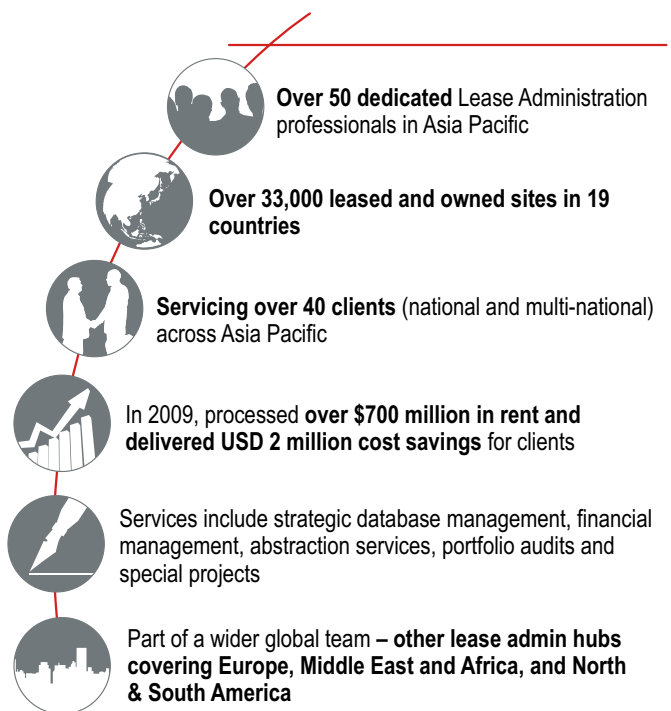 Over 50 dedicated Lease Administration
professionals in Asia Pacific
Over 33,000 leased and owned sites in 19
countries
Servicing over 40 clients (national and multi-national)
across Asia Pacific
In 2009, processed over $700 million in rent and
delivered USD 2 million cost savings for clients
Services include strategic database management, financial
management, abstraction services, portfolio audits and
special projects
Part of a wider global team – other lease admin hubs
covering Europe, Middle East and Africa, and North
& South America